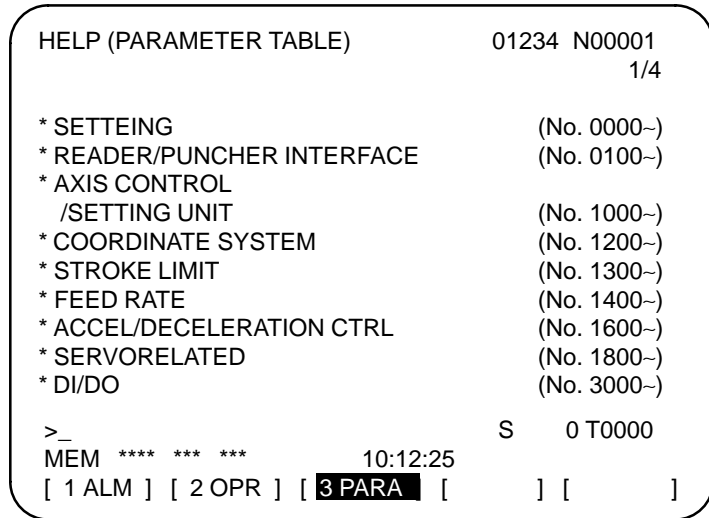 HELP (PARAMETER TABLE) 01234 N00001
1/4
* SETTEING (No. 0000~)
* READER/PUNCHER INTERFACE (No. 0100~)
* AXIS CONTROL
/SETTING UNIT (No. 1000~)
* COORDINATE SYSTEM (No. 1200~)
* STROKE LIMIT (No. 1300~)
* FEED RATE (No. 1400~)
* ACCEL/DECELERATION CTRL (No. 1600~)
* SERVORELATED (No. 1800~)
* DI/DO (No. 3000~)
>_ S 0 T0000
MEM **** *** *** 10:12:25
[ 1 ALM ] [ 2 OPR ] [ 3 PARA ] [ ] [ ]